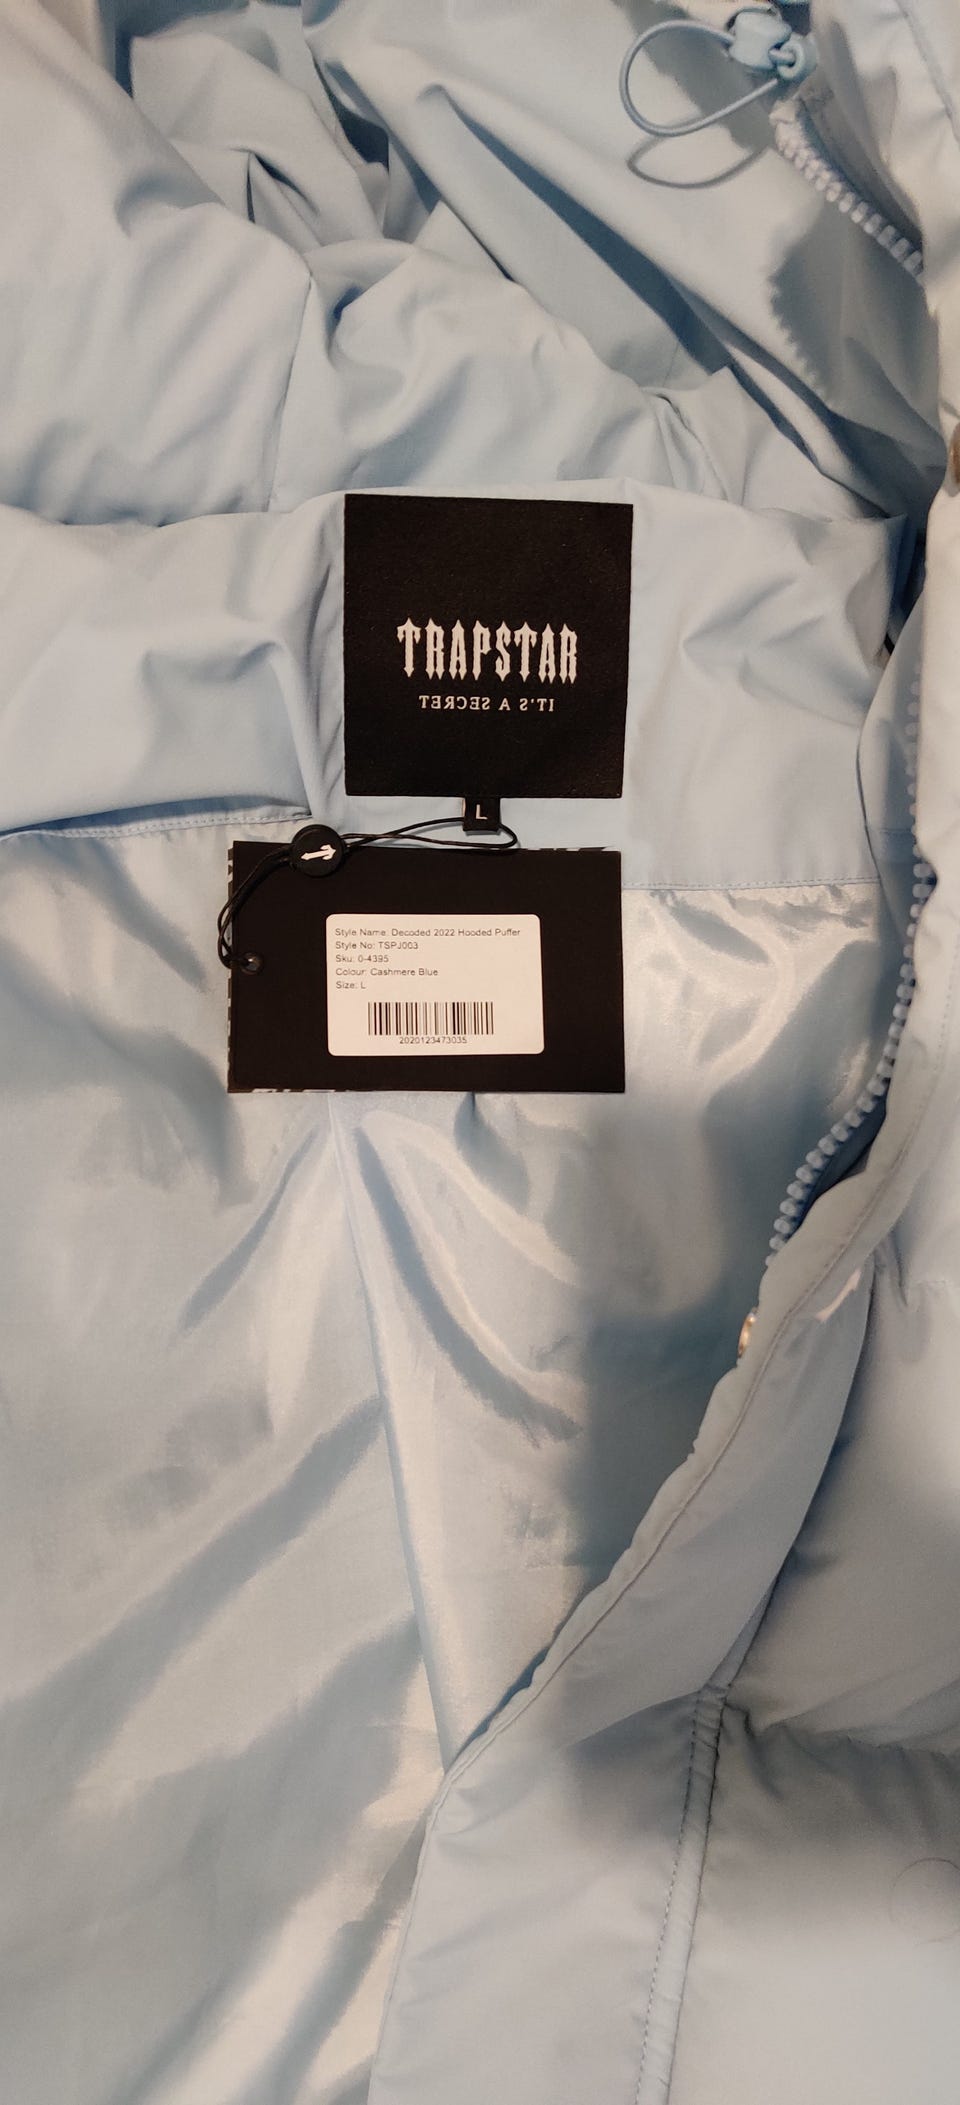 TRAPSTAR
IT'S A SECRET
L
Style Name: Decoded 2022 Hooded Puffer
Style No: TSPJ003
Sku: 0-4395
Colour: Cashmere Blue
Size: L
2020123473035